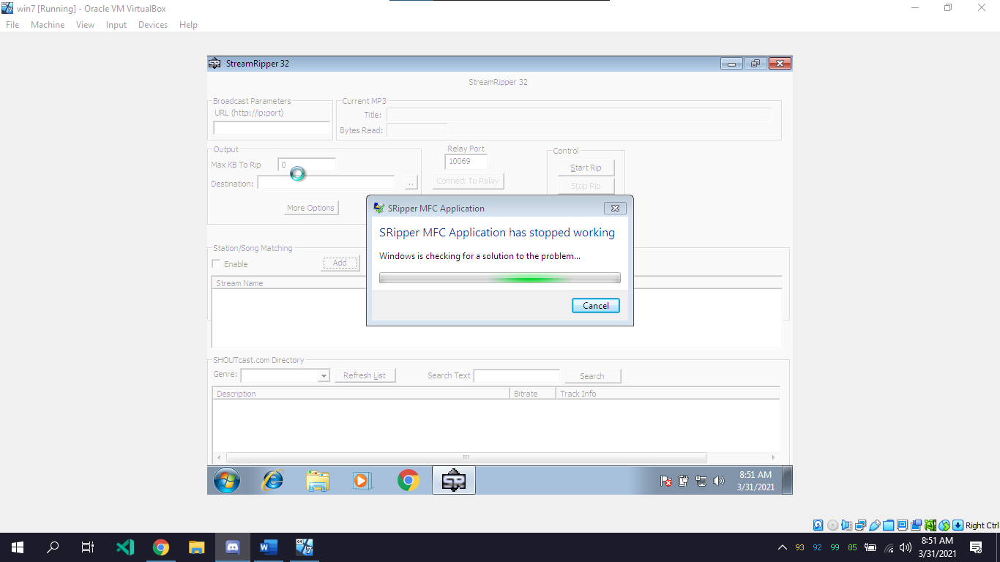 win7 [Running] - Oracle VM VirtualBox
File Machine View Input Devices Help
StreamRipper 32
StreamRipper 32
Broadcast Parameters
URL (http://ip:port)
Current MP3
Title:
Bytes Read:
Output
Max KB To Rip 0
Destination: ..
More Options
Relay Port
10069
Connect To Relay
Control
Start Rip
Stop Rip
SRipper MFC Application
SRipper MFC Application has stopped working
Windows is checking for a solution to the problem...
Cancel
Station/Song Matching
Enable Add
Stream Name
SHOUTcast.com Directory
Genre: Refresh List Search Text Search
Description Bitrate Track Info
SR
8:51 AM
3/31/2021
Right Ctrl
W
64 7
93 92 99 85
8:51 AM
3/31/2021